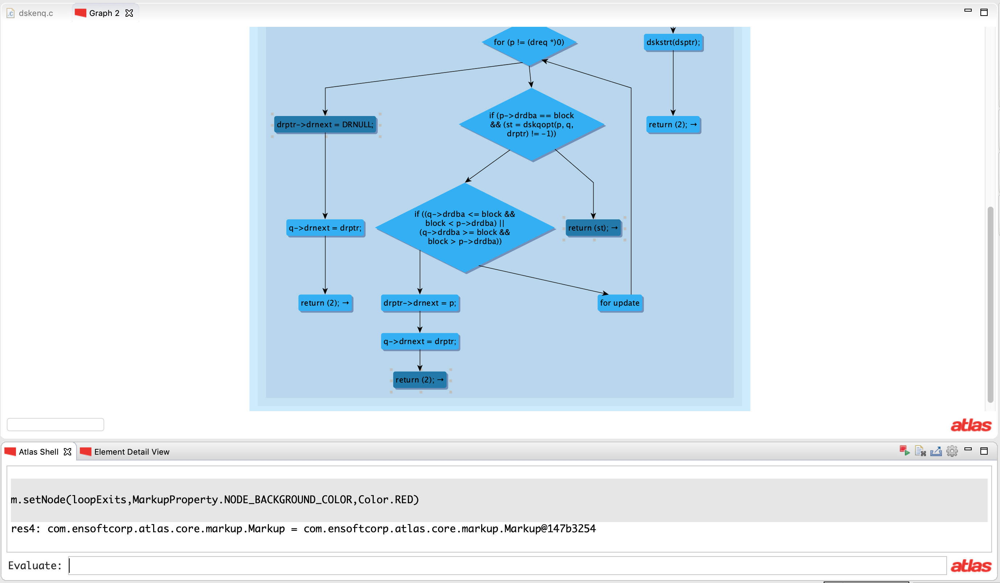 dskenq.c
Graph 2
for (p != (dreq *)0)
dskstrt(dsptr);
drptr->drnext = DRNULL;
if (p->drdba == block
&& (st = dskqopt(p, q,
drptr) != -1))
return (2); →
q->drnext = drptr;
if ((q->drdba <= block &&
block < p->drdba) ||
(q->drdba >= block &&
block > p->drdba))
return (st); →
return (2); →
drptr->drnext = p;
for update
q->drnext = drptr;
return (2); →
atlas
Atlas Shell
Element Detail View
m.setNode(loopExits,MarkupProperty.NODE_BACKGROUND_COLOR,Color.RED)
res4: com.ensoftcorp.atlas.core.markup.Markup = com.ensoftcorp.atlas.core.markup.Markup@147b3254
Evaluate:
atlas